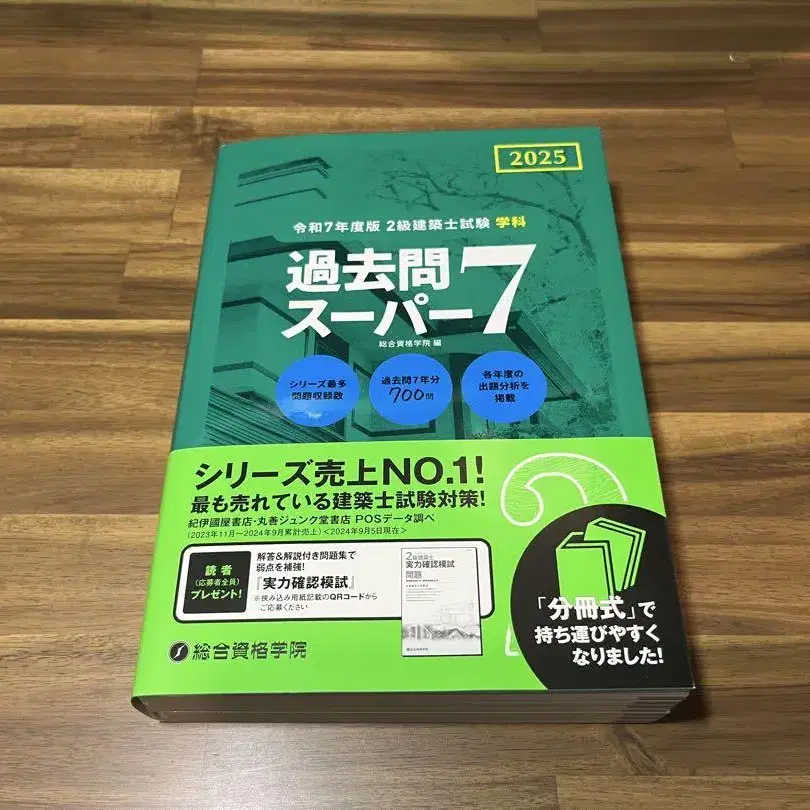 2025
令和7年度版 2級建築士試験 学科
過去問
スーパー7
総合資格学院 編
シリーズ最多
問題収録数
過去問7年分
700問
各年度の
出題分析を
掲載
シリーズ売上NO.1!
最も売れている建築士試験対策!
紀伊國屋書店・丸善ジュンク堂書店 POSデータ調べ
(2023年11月～2024年9月累計売上)<2024年9月5日現在>
読者
(応募者全員)
プレゼント!
解答&解説付き問題集で
弱点を補強!
『実力確認模試』
※挟み込み用紙記載のQRコードから
ご応募ください
2級建築士
実力確認模試
問題
「分冊式」で
持ち運びやすく
なりました!
総合資格学院